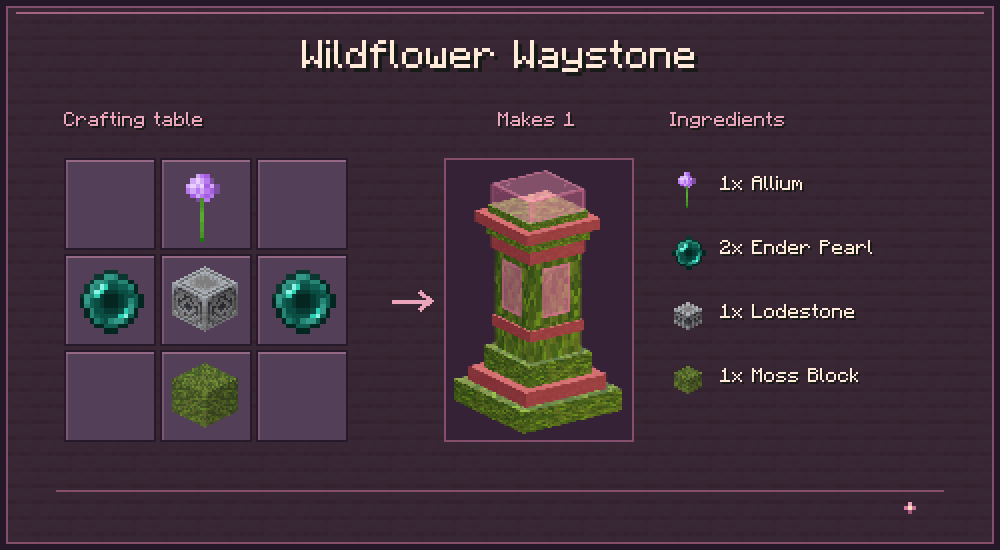 Wildflower Waystone
Crafting table
Makes 1
Ingredients
1x Allium
2x Ender Pearl
1x Lodestone
1x Moss Block